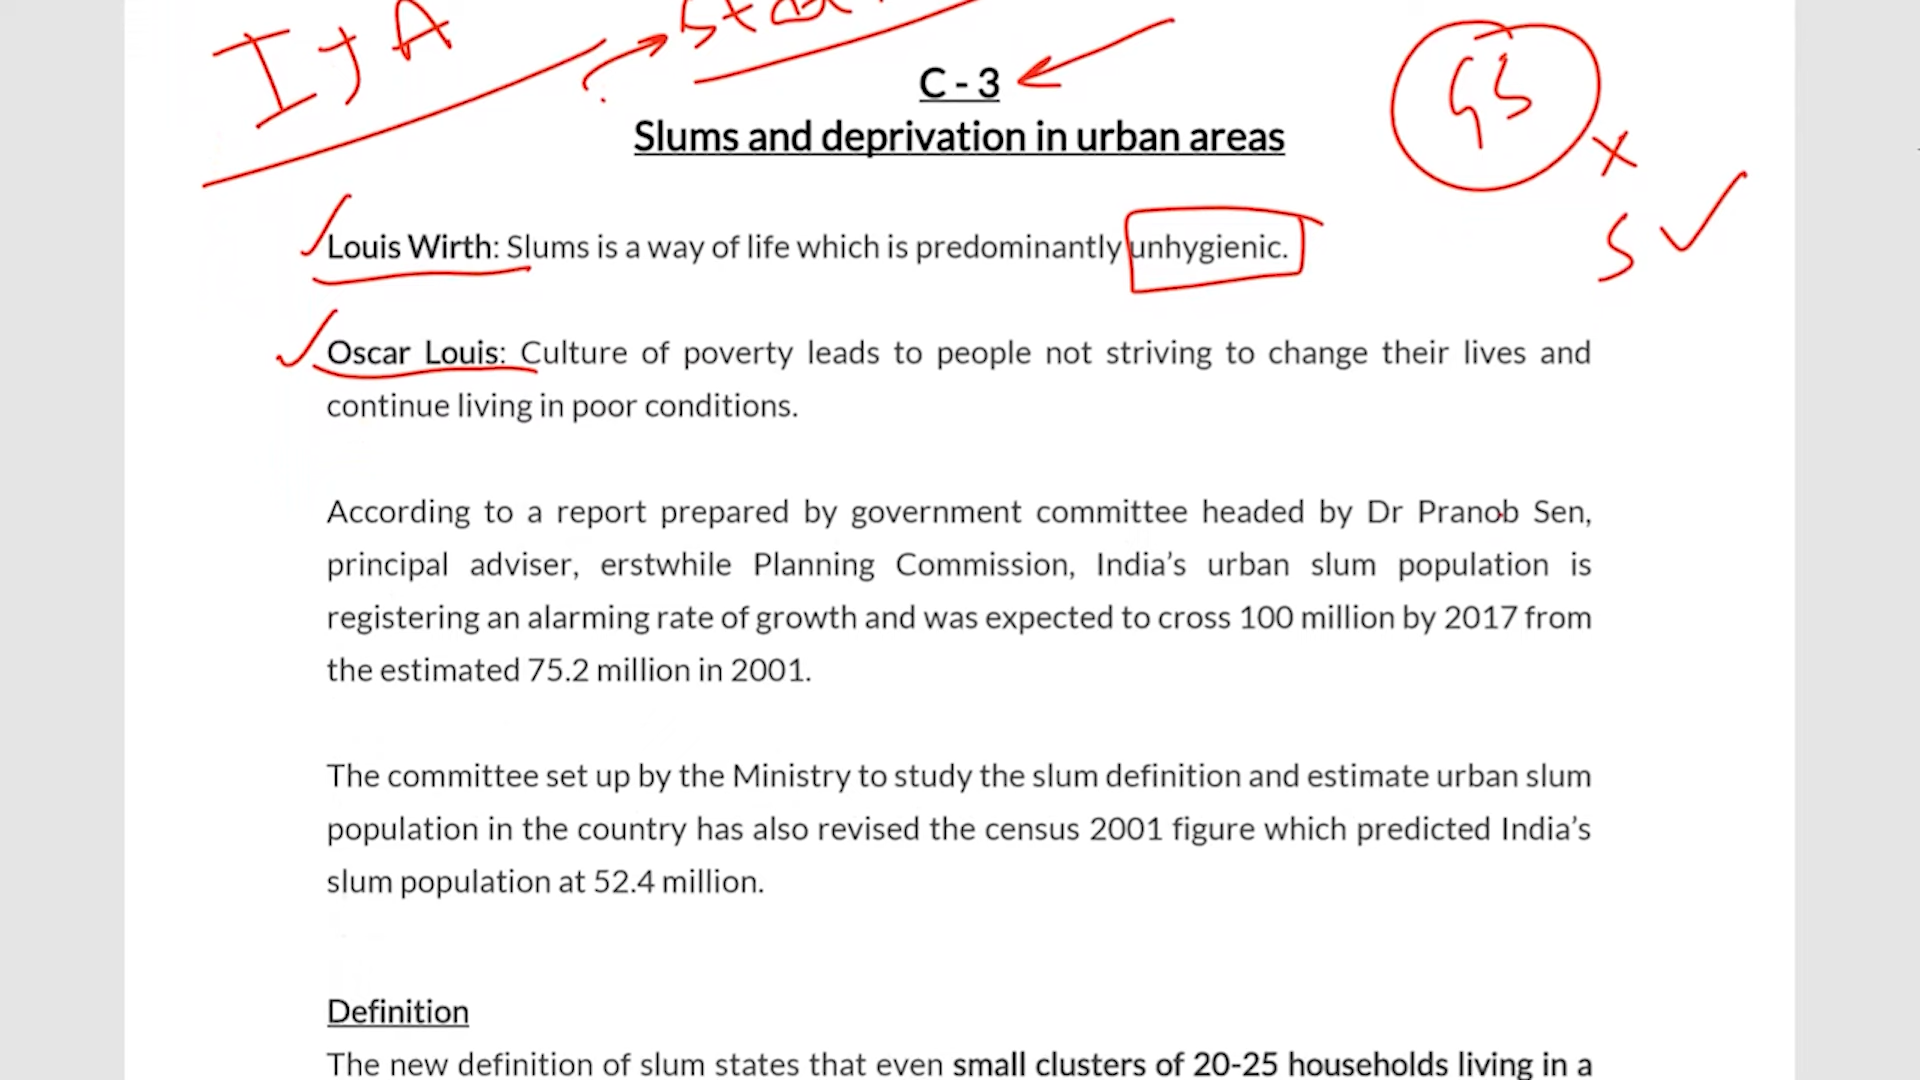 I J A
C - 3
GS
Slums and deprivation in urban areas
Louis Wirth: Slums is a way of life which is predominantly unhygienic.
S
Oscar Louis: Culture of poverty leads to people not striving to change their lives and
continue living in poor conditions.
According to a report prepared by government committee headed by Dr Pranob Sen,
principal adviser, erstwhile Planning Commission, India’s urban slum population is
registering an alarming rate of growth and was expected to cross 100 million by 2017 from
the estimated 75.2 million in 2001.
The committee set up by the Ministry to study the slum definition and estimate urban slum
population in the country has also revised the census 2001 figure which predicted India’s
slum population at 52.4 million.
Definition
The new definition of slum states that even small clusters of 20-25 households living in a